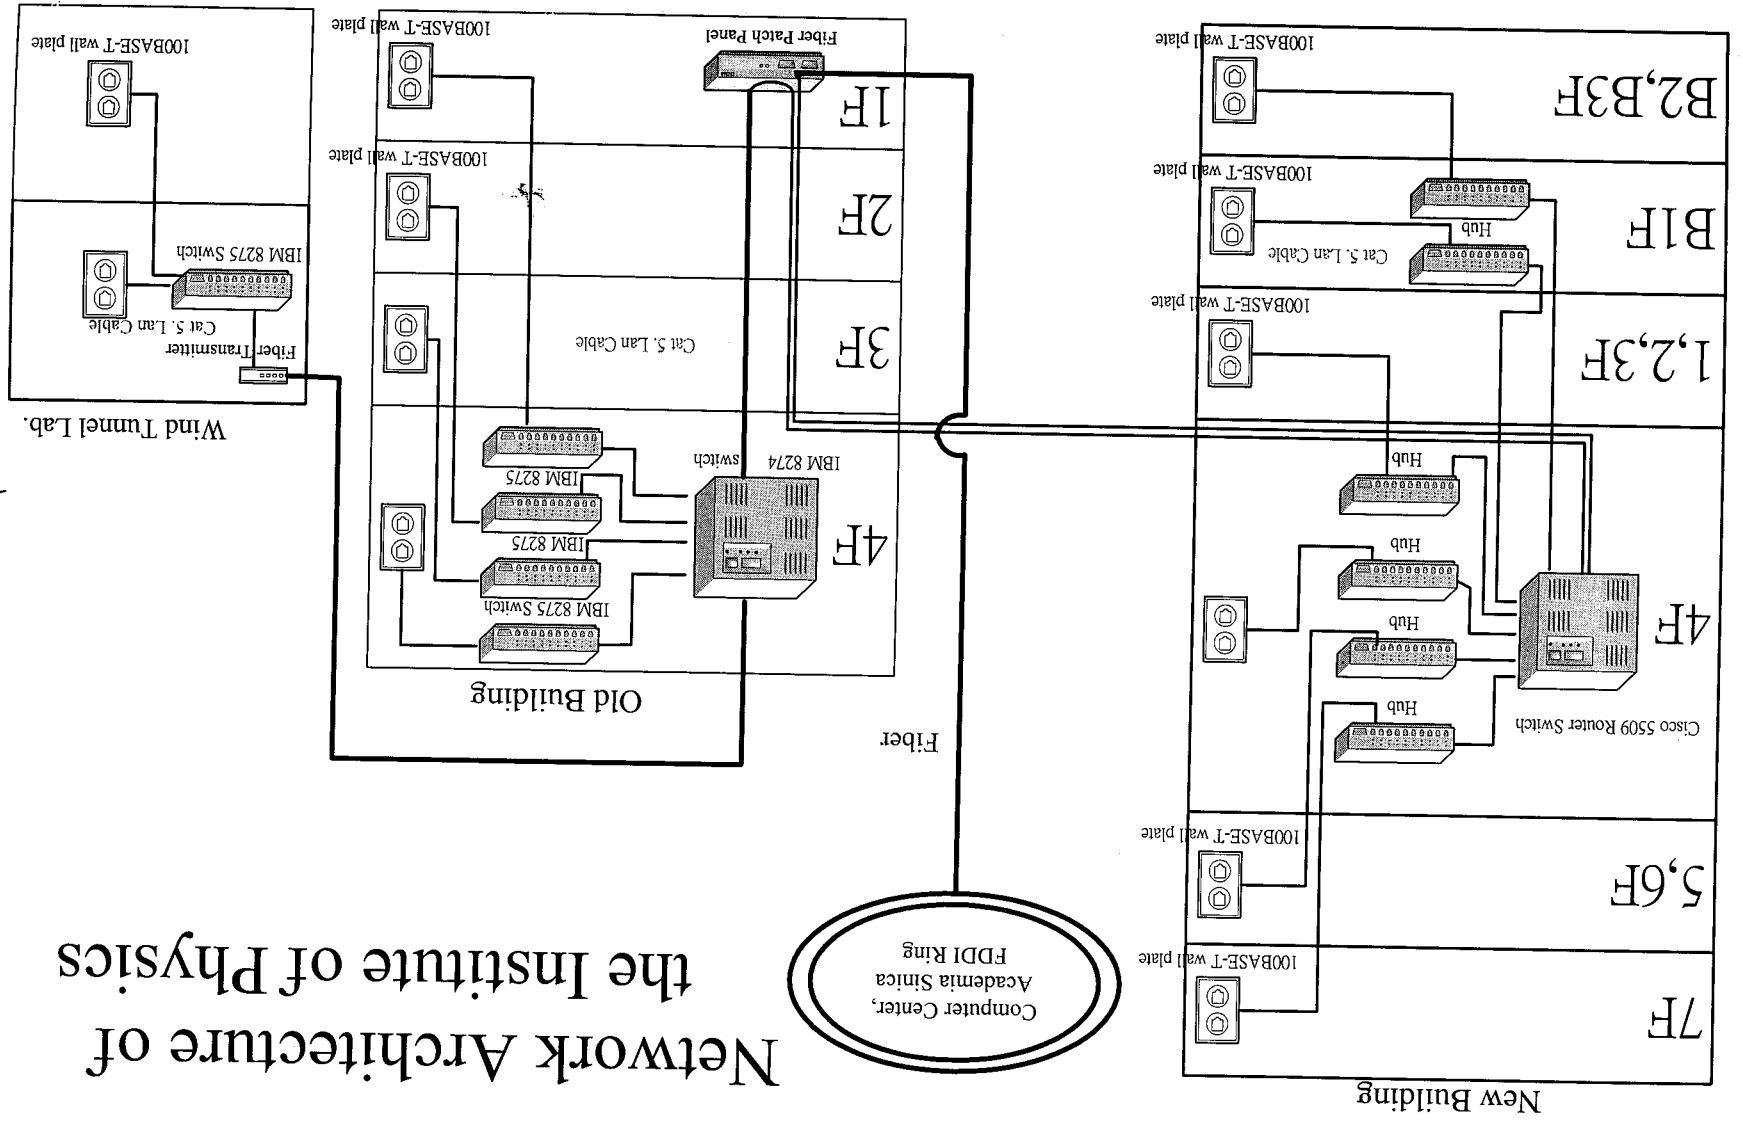 Network Architecture of
the Institute of Physics
Computer Center,
Academia Sinica
FDDI Ring
Fiber
New Building
7F
100BASE-T wall plate
5,6F
100BASE-T wall plate
4F
Cisco 5509 Router Switch
Hub
Hub
Hub
Hub
1,2,3F
100BASE-T wall plate
B1F
Cat 5. Lan Cable
Hub
100BASE-T wall plate
B2,B3F
100BASE-T wall plate
Old Building
4F
IBM 8275 Switch
IBM 8275
IBM 8275
IBM 8274
switch
3F
Cat 5. Lan Cable
2F
100BASE-T wall plate
1F
Fiber Patch Panel
100BASE-T wall plate
Wind Tunnel Lab.
Fiber Transmitter
Cat 5. Lan Cable
IBM 8275 Switch
100BASE-T wall plate